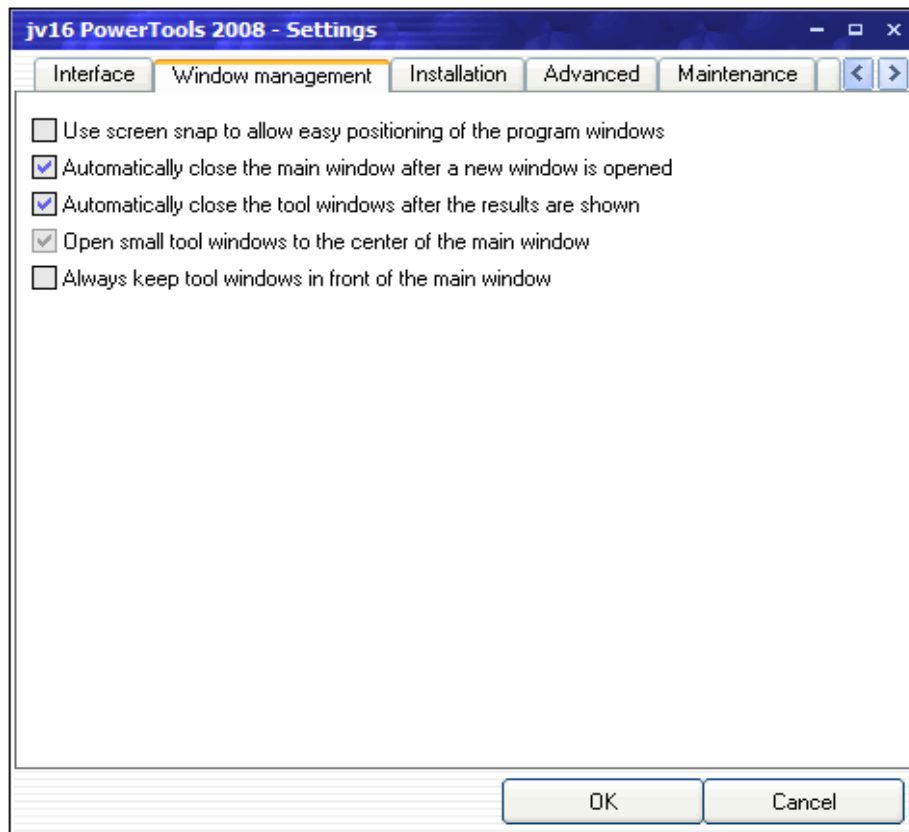 jv16 PowerTools 2008 - Settings
Interface Window management Installation Advanced Maintenance
Use screen snap to allow easy positioning of the program windows
Automatically close the main window after a new window is opened
Automatically close the tool windows after the results are shown
Open small tool windows to the center of the main window
Always keep tool windows in front of the main window
OK Cancel